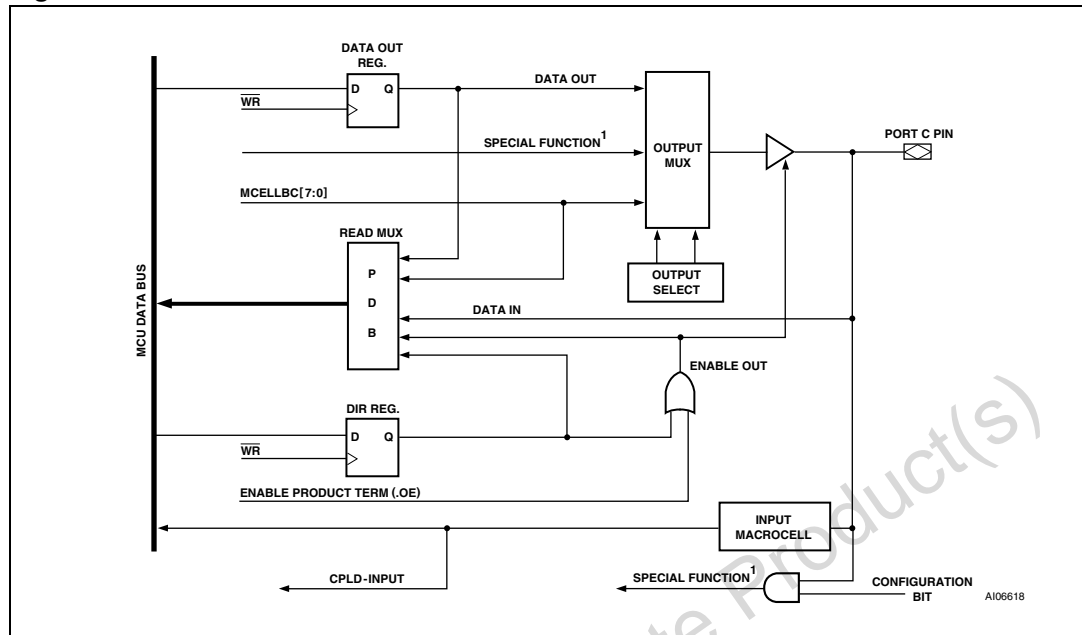 DATA OUT
REG.
D Q
WR
DATA OUT
SPECIAL FUNCTION1
MCELLBC[7:0]
OUTPUT
MUX
PORT C PIN
READ MUX
P
D
B
OUTPUT
SELECT
MCU DATA BUS
DATA IN
ENABLE OUT
DIR REG.
D Q
WR
ENABLE PRODUCT TERM (.OE)
INPUT
MACROCELL
CPLD-INPUT
SPECIAL FUNCTION1
CONFIGURATION
BIT
AI06618